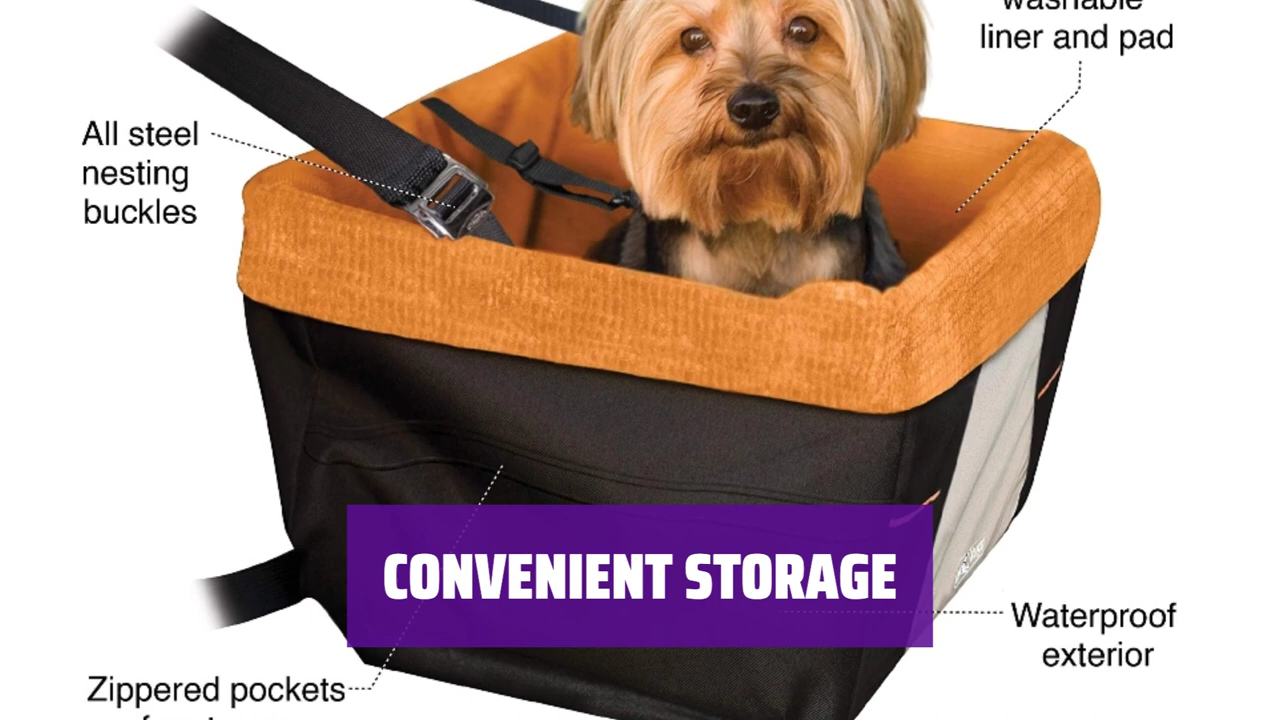 washable
liner and pad
All steel
nesting
buckles
CONVENIENT STORAGE
Waterproof
exterior
Zippered pockets